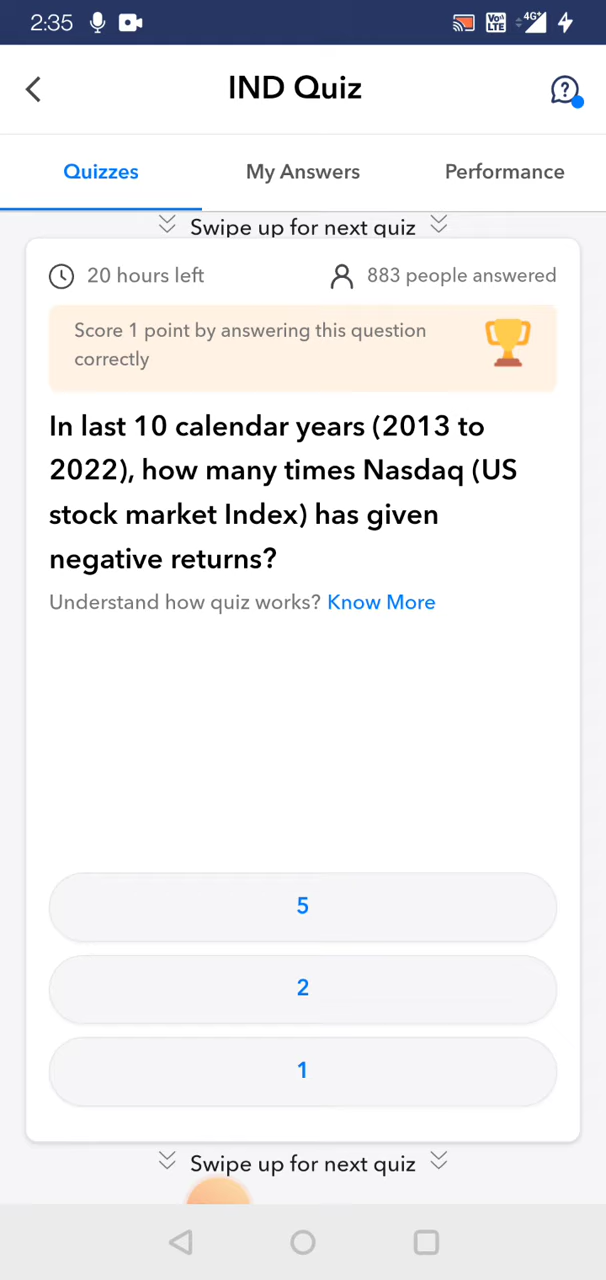 2:35 Vo)) LTE 4G+
IND Quiz
Quizzes My Answers Performance
Swipe up for next quiz
20 hours left 883 people answered
Score 1 point by answering this question
correctly
In last 10 calendar years (2013 to
2022), how many times Nasdaq (US
stock market Index) has given
negative returns?
Understand how quiz works? Know More
5
2
1
Swipe up for next quiz